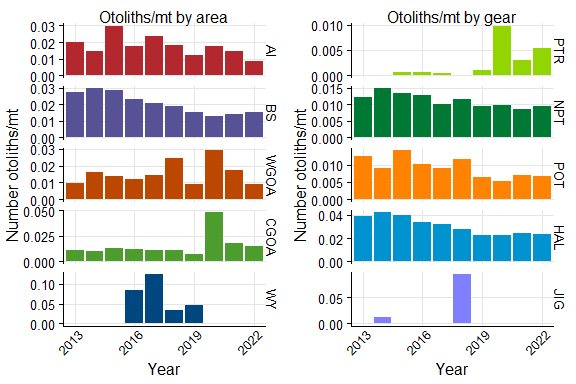 Otoliths/mt by area
Number otoliths/mt
0.03
0.02
0.01
0.00
AI
0.03
0.02
0.01
0.00
BS
0.03
0.02
0.01
0.00
WGOA
0.050
0.025
0.000
CGOA
0.10
0.05
0.00
WY
2013
2016
2019
2022
Year
Otoliths/mt by gear
Number otoliths/mt
0.010
0.005
0.000
PTR
0.015
0.010
0.005
0.000
NPT
0.010
0.005
0.000
POT
0.04
0.02
0.00
HAL
0.05
0.00
JIG
2013
2016
2019
2022
Year